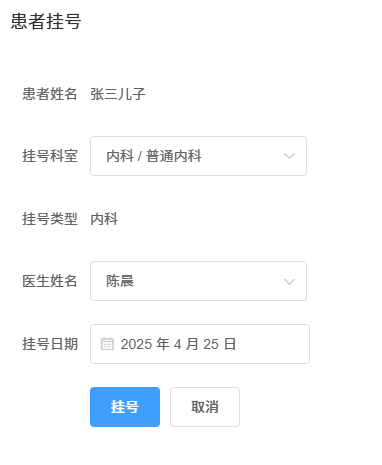 患者挂号
患者姓名 张三儿子
挂号科室 内科 / 普通内科
挂号类型 内科
医生姓名 陈晨
挂号日期 2025 年 4 月 25 日
挂号 取消